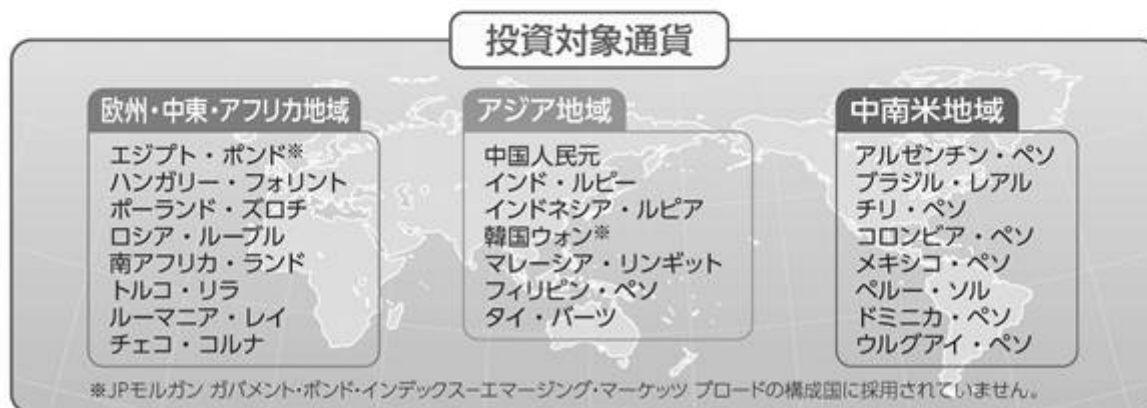 投資対象通貨
欧州・中東・アフリカ地域
エジプト・ポンド※
ハンガリー・フォリント
ポーランド・ズロチ
ロシア・ルーブル
南アフリカ・ランド
トルコ・リラ
ルーマニア・レイ
チェコ・コルナ
アジア地域
中国人民元
インド・ルピー
インドネシア・ルピア
韓国ウォン※
マレーシア・リンギット
フィリピン・ペソ
タイ・バーツ
中南米地域
アルゼンチン・ペソ
ブラジル・レアル
チリ・ペソ
コロンビア・ペソ
メキシコ・ペソ
ペルー・ソル
ドミニカ・ペソ
ウルグアイ・ペソ
※JPモルガン ガバメント・ボンド・インデックス－エマージング・マーケッツ ブロードの構成国に採用されていません。